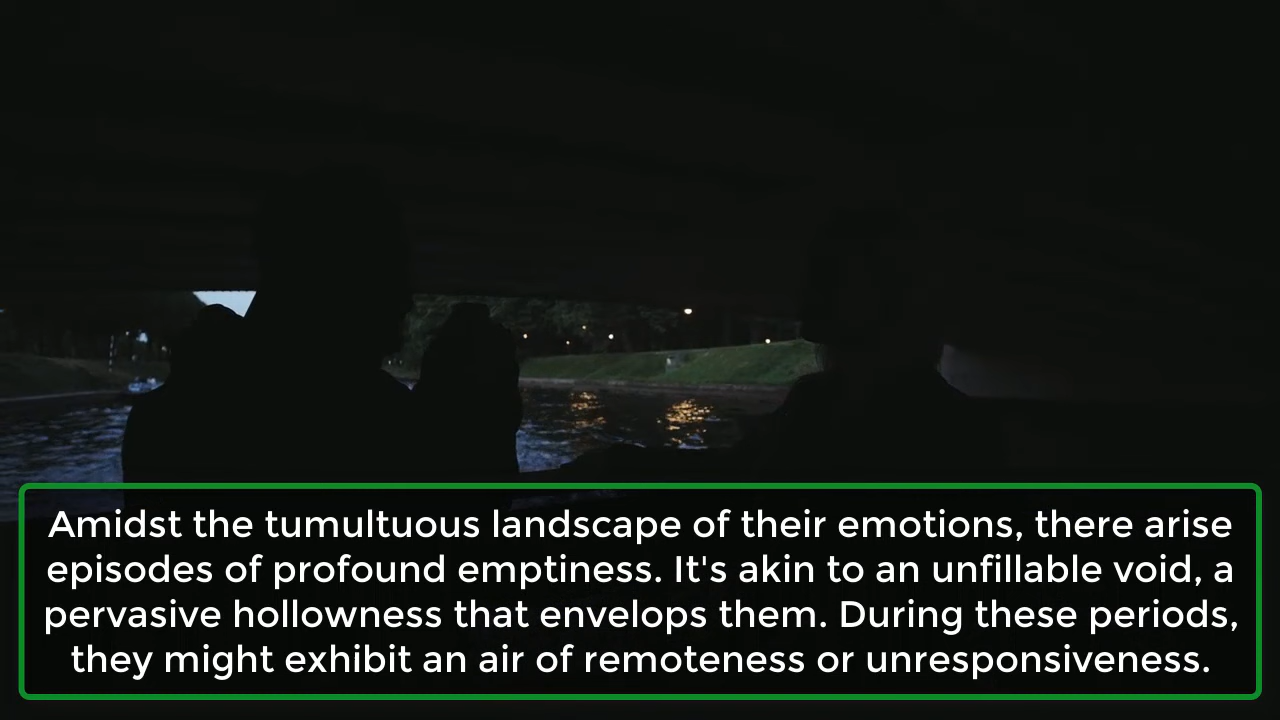 Amidst the tumultuous landscape of their emotions, there arise
episodes of profound emptiness. It's akin to an unfillable void, a
pervasive hollowness that envelops them. During these periods,
they might exhibit an air of remoteness or unresponsiveness.